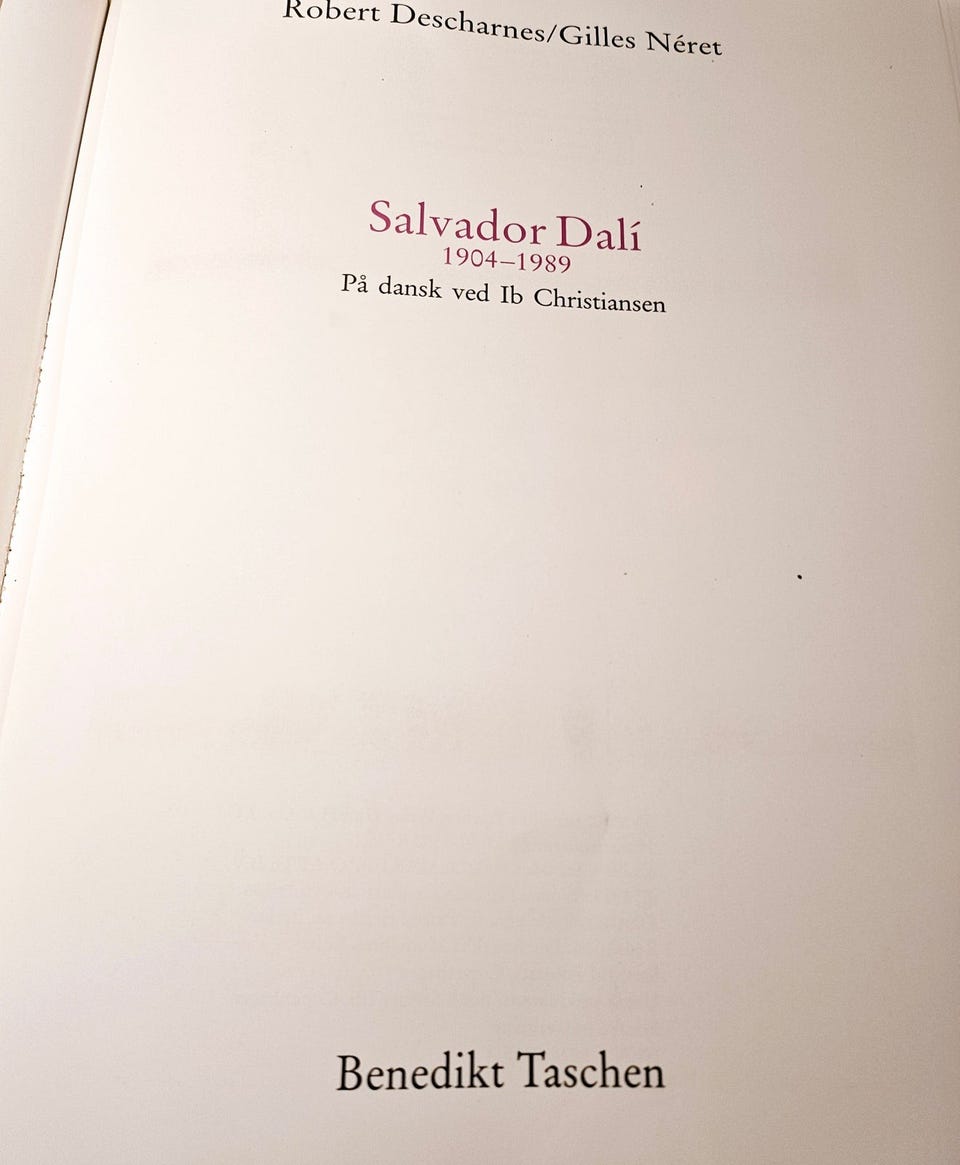 Robert Descharnes/Gilles Néret
Salvador Dalí
1904–1989
På dansk ved Ib Christiansen
Benedikt Taschen